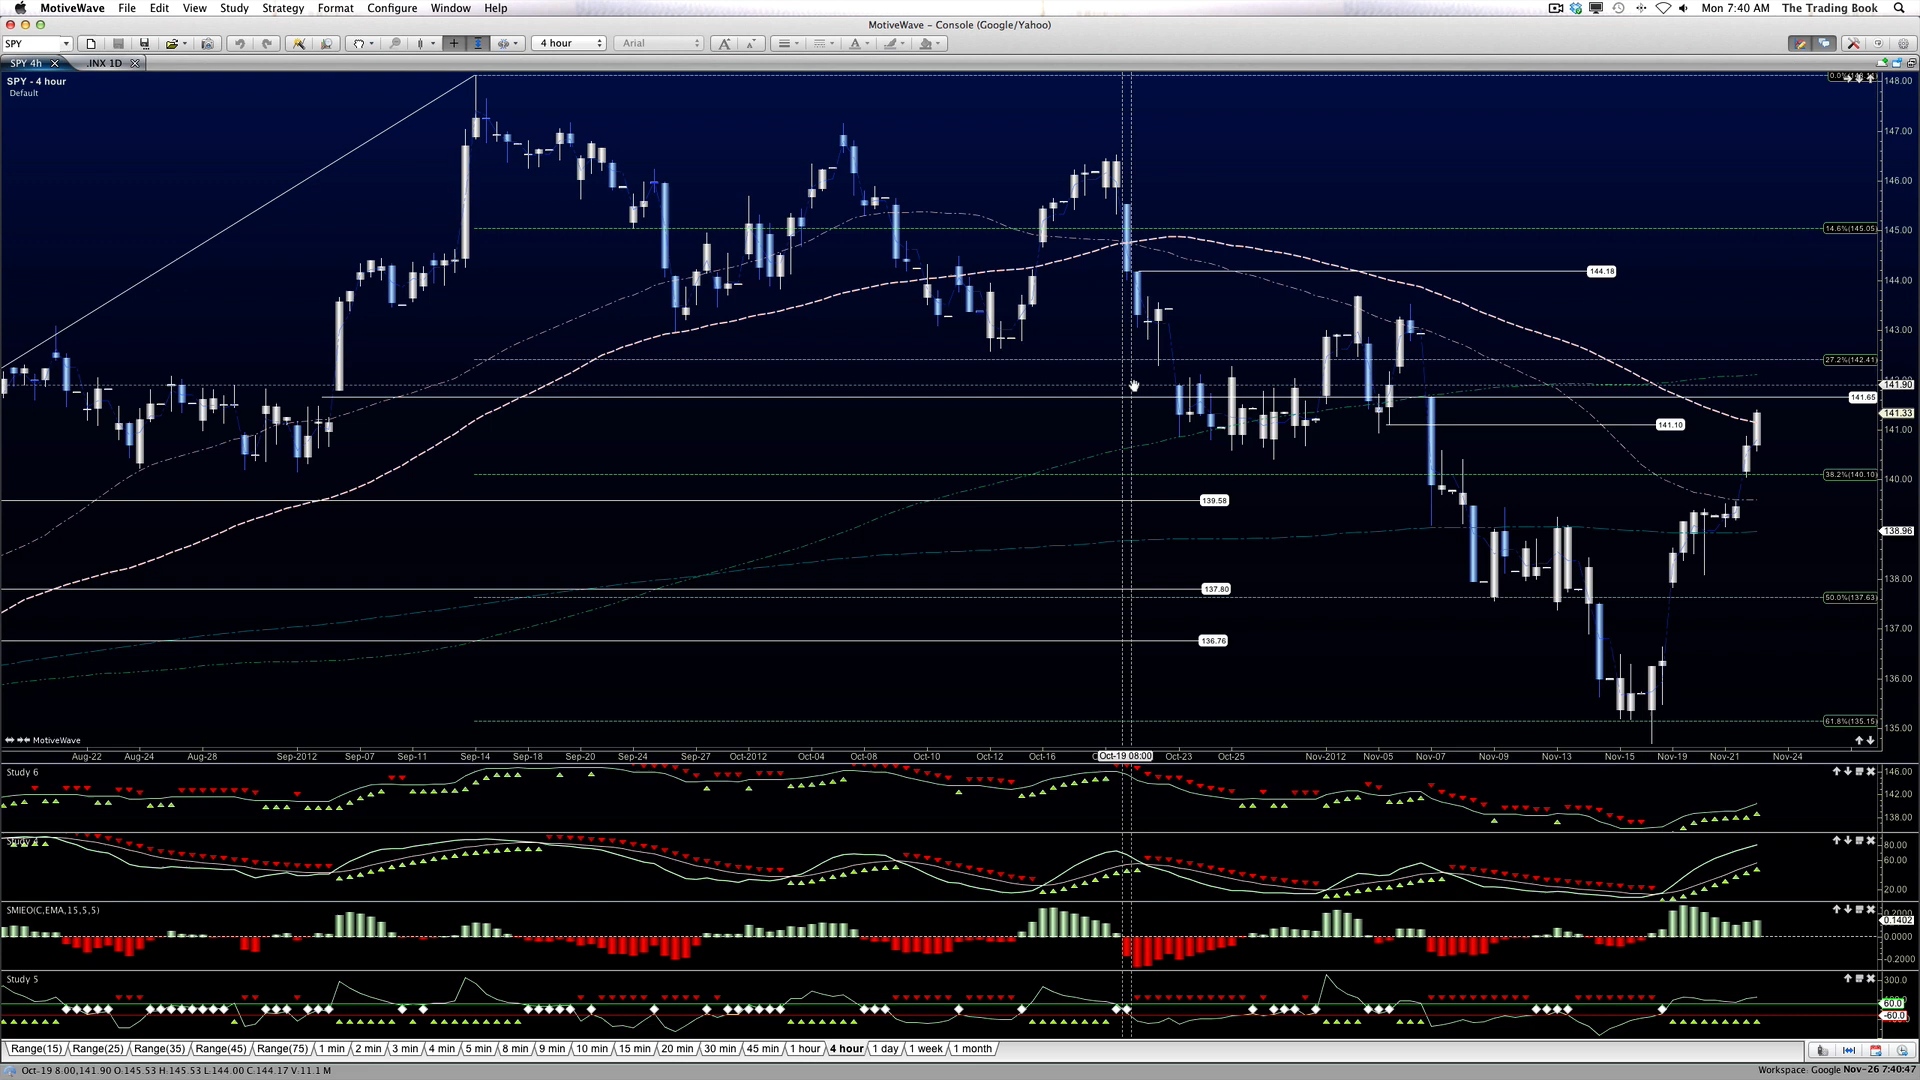 MotiveWave File Edit View Study Strategy Format Configure Window Help Mon 7:40 AM The Trading Book
MotiveWave - Console (Google/Yahoo)
SPY 4 hour Arial
SPY 4h .INX 1D
SPY - 4 hour
Default
148.00
147.00
146.00
14.6%(145.05)
145.00
144.18
144.00
143.00
27.2%(142.41)
141.90
141.65
141.33
141.10
141.00
38.2%(140.10)
140.00
139.58
138.96
138.00
137.80
50.0%(137.63)
137.00
136.76
136.00
61.8%(135.15)
135.00
MotiveWave
Aug-22 Aug-24 Aug-28 Sep-2012 Sep-07 Sep-14 Sep-18 Sep-20 Sep-24 Sep-27 Oct-2012 Oct-04 Oct-08 Oct-10 Oct-12 Oct-16 Oct-19 08:00 Oct-23 Oct-25 Nov-2012 Nov-05 Nov-07 Nov-09 Nov-13 Nov-15 Nov-19 Nov-21 Nov-24
Study 6
146.00
142.00
138.00
80.00
60.00
20.00
SMIEO(C,EMA,15,5,5)
0.1402
0.0000
-0.2000
Study 5
300.0
60.0
-60.0
Range(15) Range(25) Range(35) Range(45) Range(75) 1 min 2 min 3 min 4 min 5 min 8 min 9 min 10 min 15 min 20 min 30 min 45 min 1 hour 4 hour 1 day 1 week 1 month
Oct-19 8:00,141.90 O:145.53 H:145.53 L:144.00 C:144.17 V:11.1 M Workspace: Google Nov-26 7:40:47